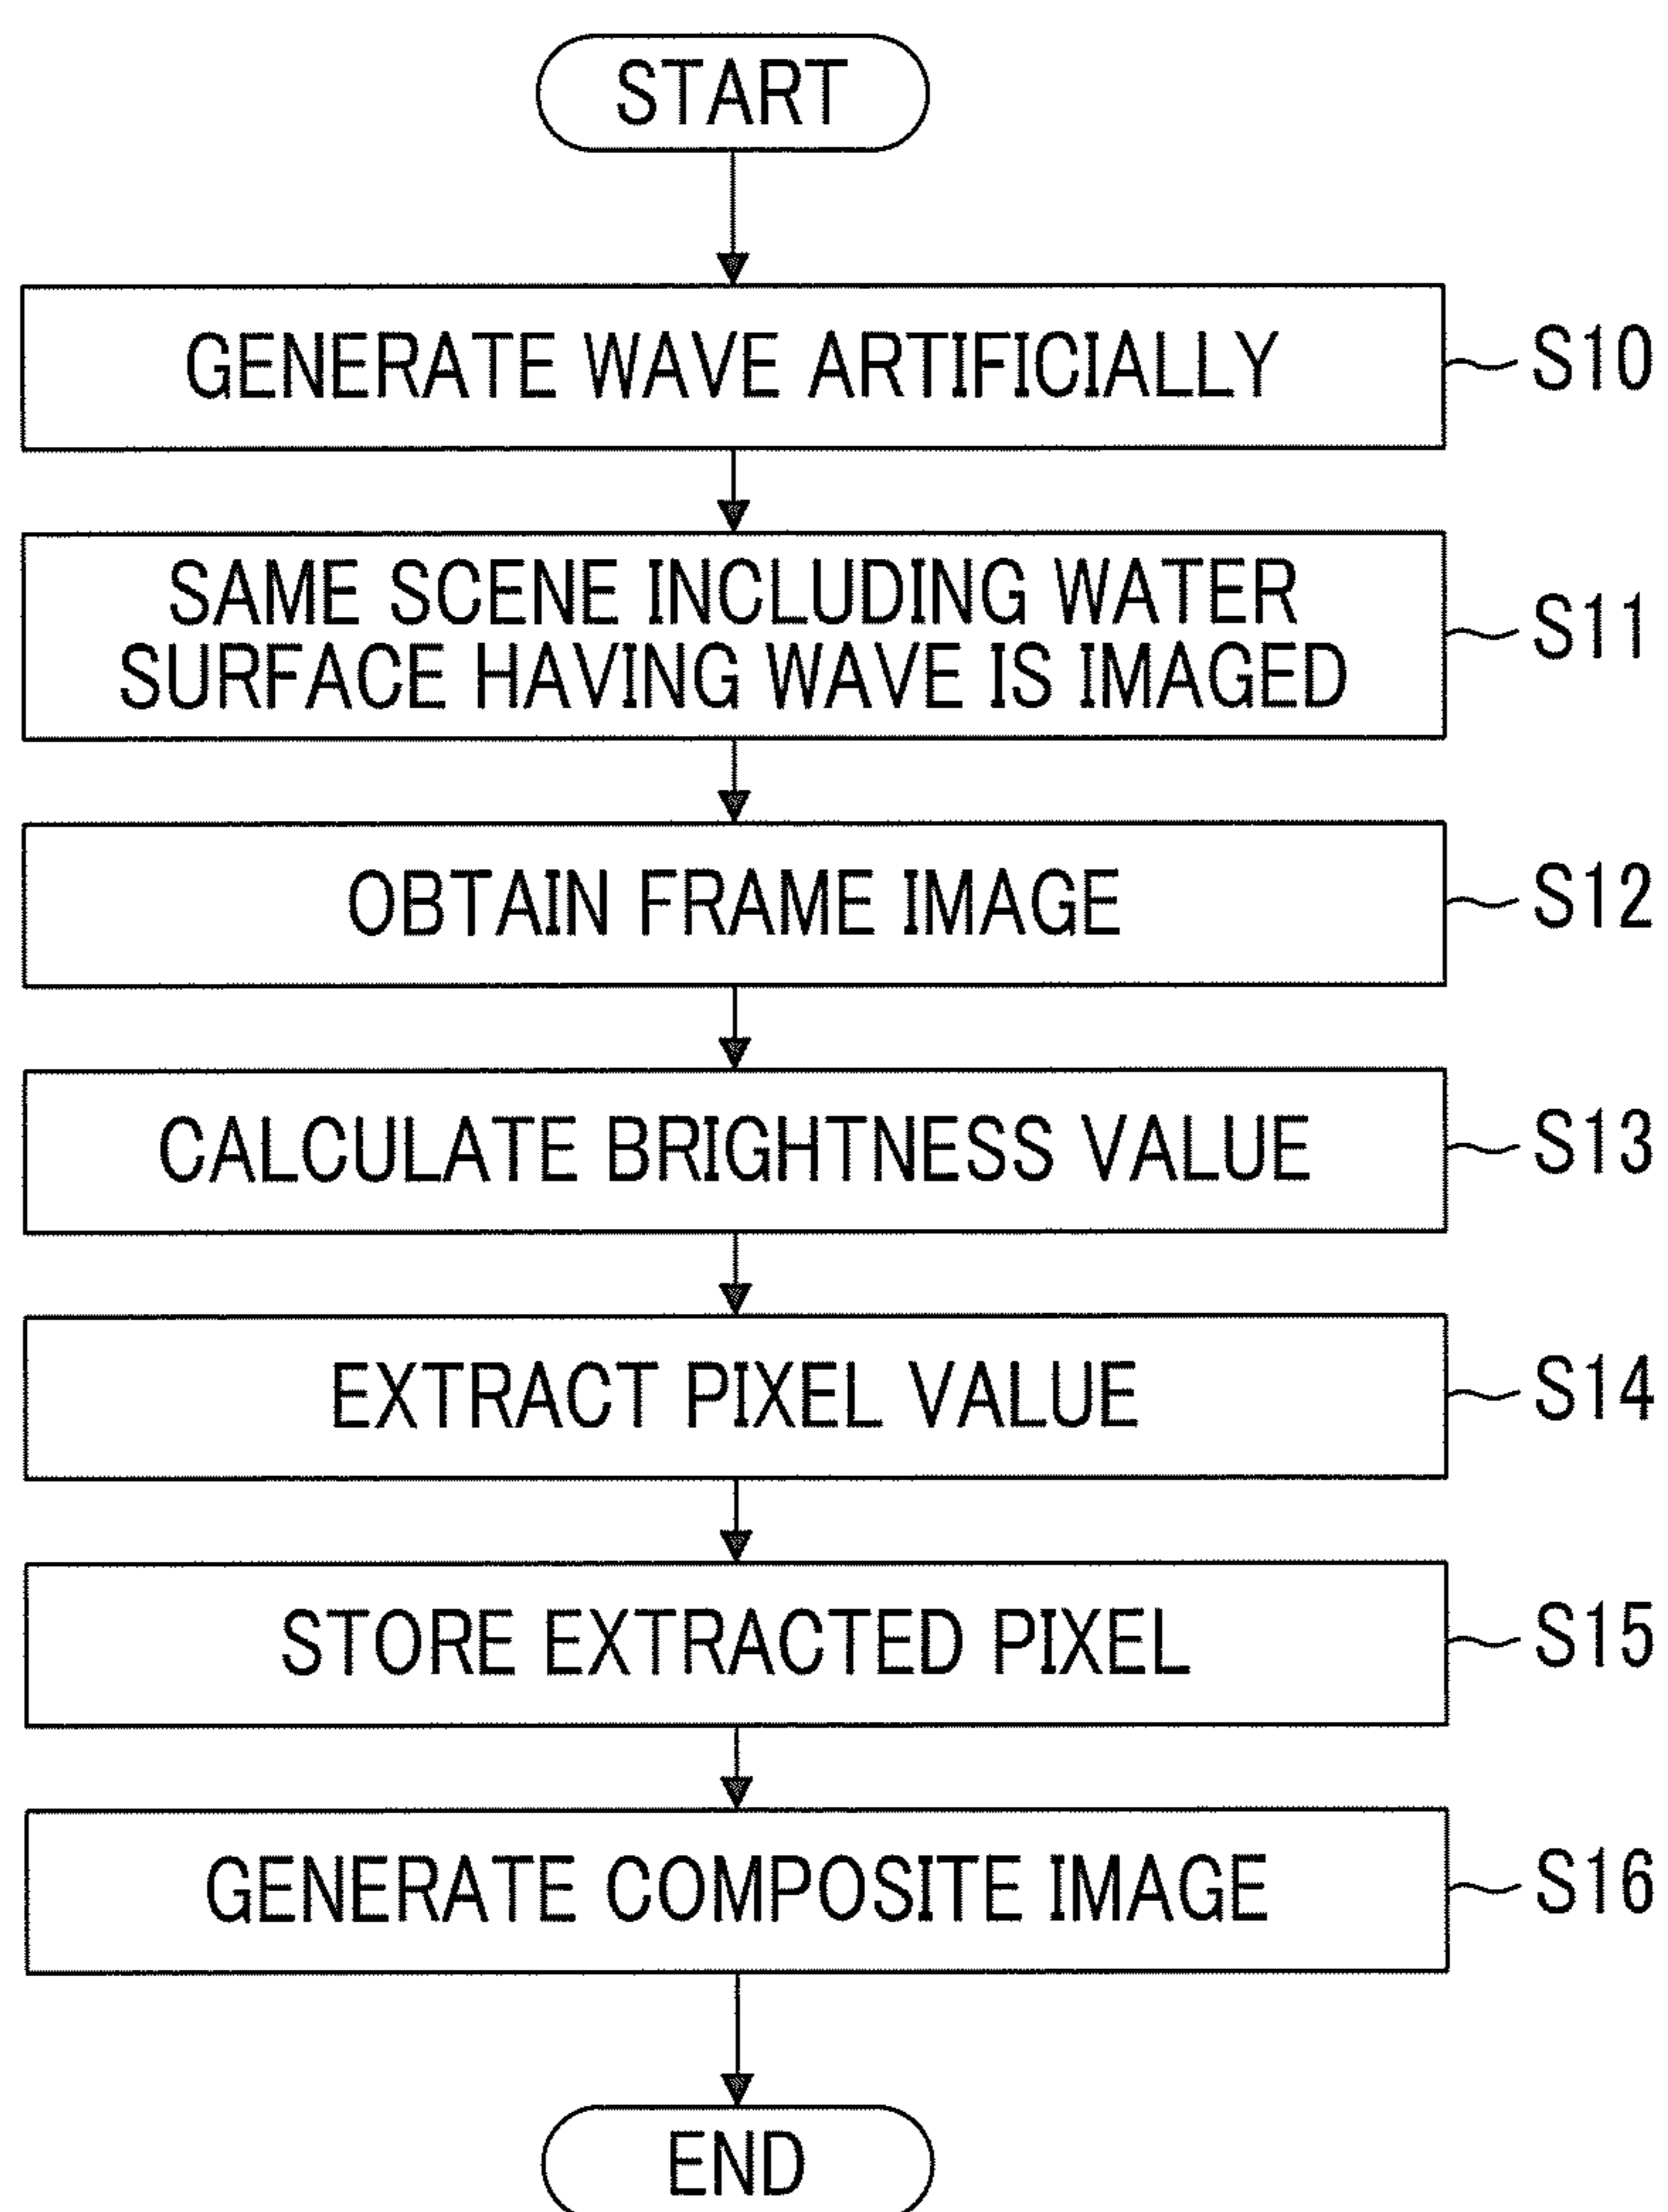 START
GENERATE WAVE ARTIFICIALLY
S10
SAME SCENE INCLUDING WATER
SURFACE HAVING WAVE IS IMAGED
S11
OBTAIN FRAME IMAGE
S12
CALCULATE BRIGHTNESS VALUE
S13
EXTRACT PIXEL VALUE
S14
STORE EXTRACTED PIXEL
S15
GENERATE COMPOSITE IMAGE
S16
END